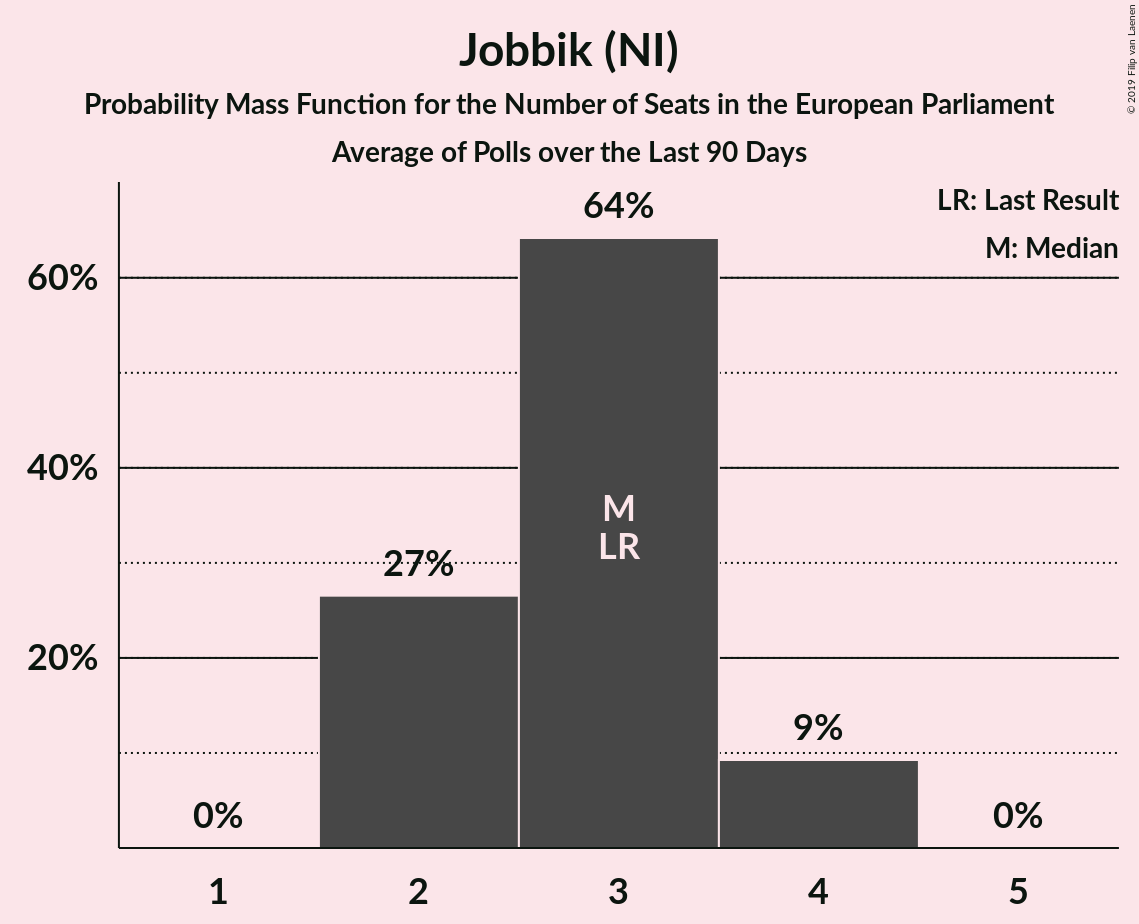 Jobbik (NI)
Probability Mass Function for the Number of Seats in the European Parliament
Average of Polls over the Last 90 Days
© 2019 Filip van Laenen
LR: Last Result
M: Median
60%
40%
20%
0%
27%
64%
M
LR
9%
0%
1
2
3
4
5